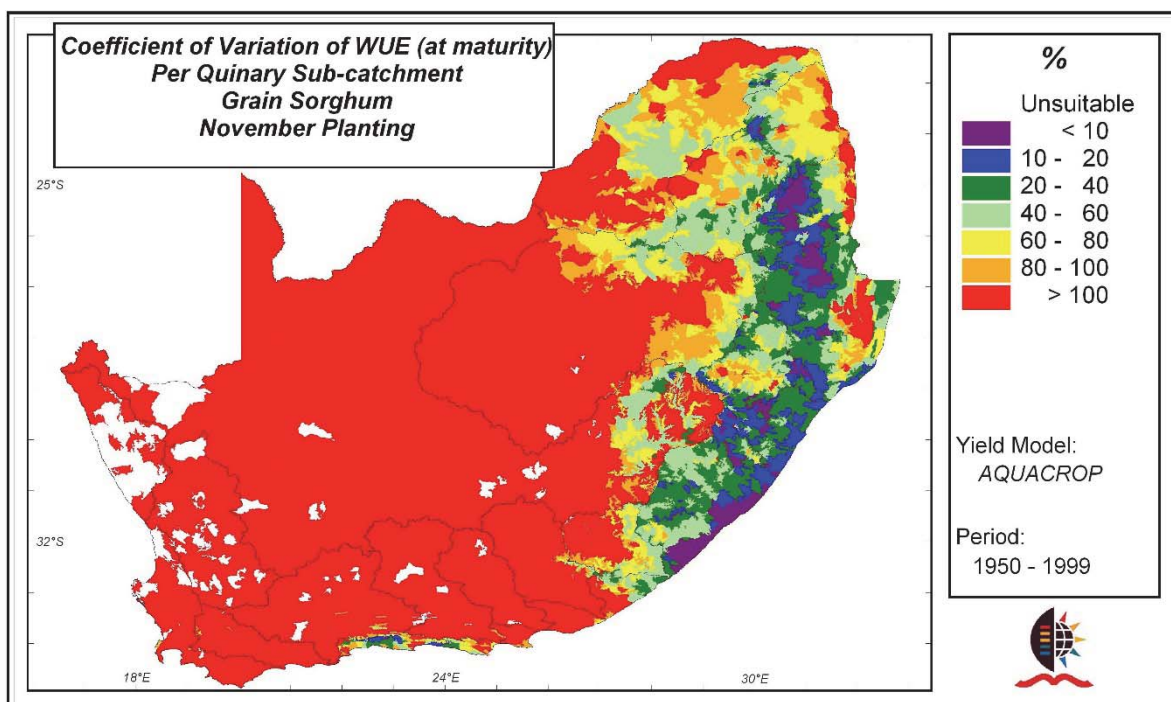 Coefficient of Variation of WUE (at maturity)
Per Quinary Sub-catchment
Grain Sorghum
November Planting
%
Unsuitable
< 10
10 - 20
20 - 40
40 - 60
60 - 80
80 - 100
> 100
Yield Model:
AQUACROP
Period:
1950 - 1999
25°S
32°S
18°E
24°E
30°E